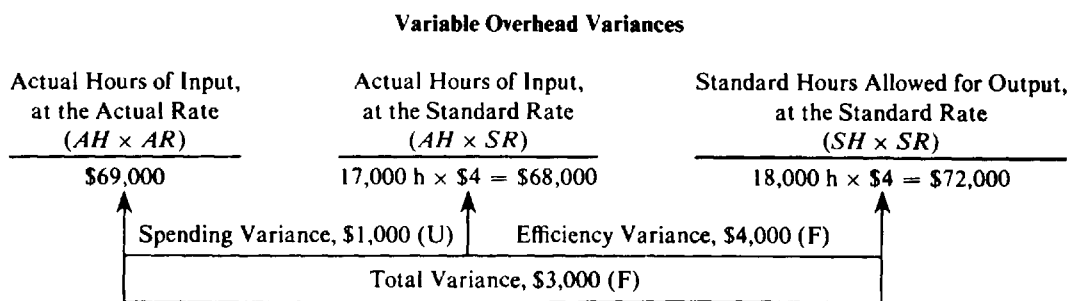 Variable Overhead Variances
Actual Hours of Input,
at the Actual Rate
(AH × AR)
$69,000
Actual Hours of Input,
at the Standard Rate
(AH × SR)
17,000 h × $4 = $68,000
Standard Hours Allowed for Output,
at the Standard Rate
(SH × SR)
18,000 h × $4 = $72,000
Spending Variance, $1,000 (U)
Efficiency Variance, $4,000 (F)
Total Variance, $3,000 (F)